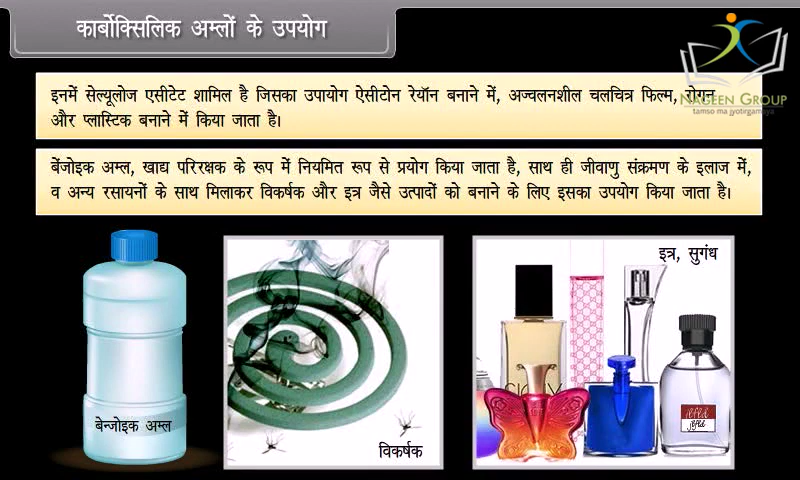 कार्बोक्सिलिक अम्लों के उपयोग
NAGEEN GROUP
tamso ma jyotirgamaya
इनमें सेल्यूलोज एसीटेट शामिल है जिसका उपायोग ऐसीटोन रेयॉन बनाने में, अज्वलनशील चलचित्र फिल्म, रोगन
और प्लास्टिक बनाने में किया जाता है।
बेंजोइक अम्ल, खाद्य परिरक्षक के रूप में नियमित रूप से प्रयोग किया जाता है, साथ ही जीवाणु संक्रमण के इलाज में,
व अन्य रसायनों के साथ मिलाकर विकर्षक और इत्र जैसे उत्पादों को बनाने के लिए इसका उपयोग किया जाता है।
इत्र, सुगंध
बेन्जोइक अम्ल
विकर्षक